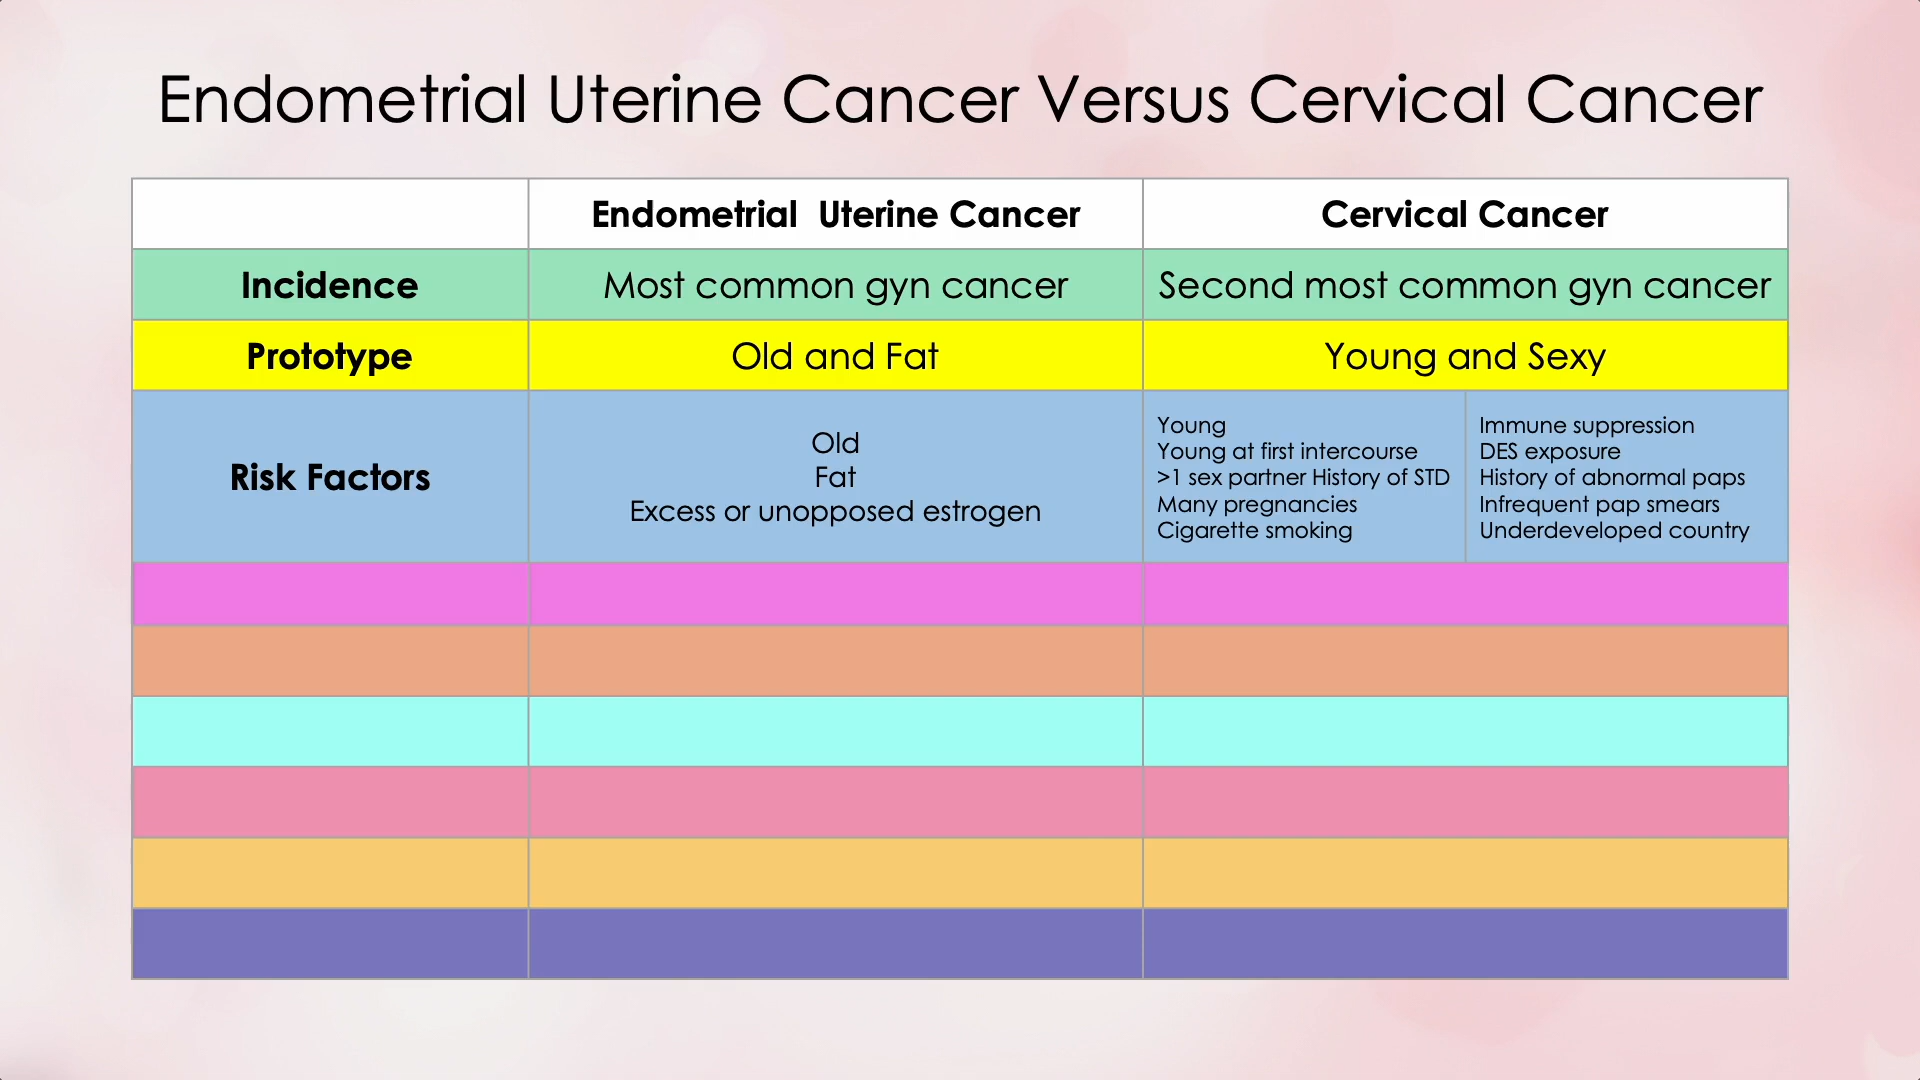 Endometrial Uterine Cancer Versus Cervical Cancer
Endometrial  Uterine Cancer
Cervical Cancer
Incidence
Most common gyn cancer
Second most common gyn cancer
Prototype
Old and Fat
Young and Sexy
Risk Factors
Old
Fat
Excess or unopposed estrogen
Young
Young at first intercourse
>1 sex partner History of STD
Many pregnancies
Cigarette smoking
Immune suppression
DES exposure
History of abnormal paps
Infrequent pap smears
Underdeveloped country